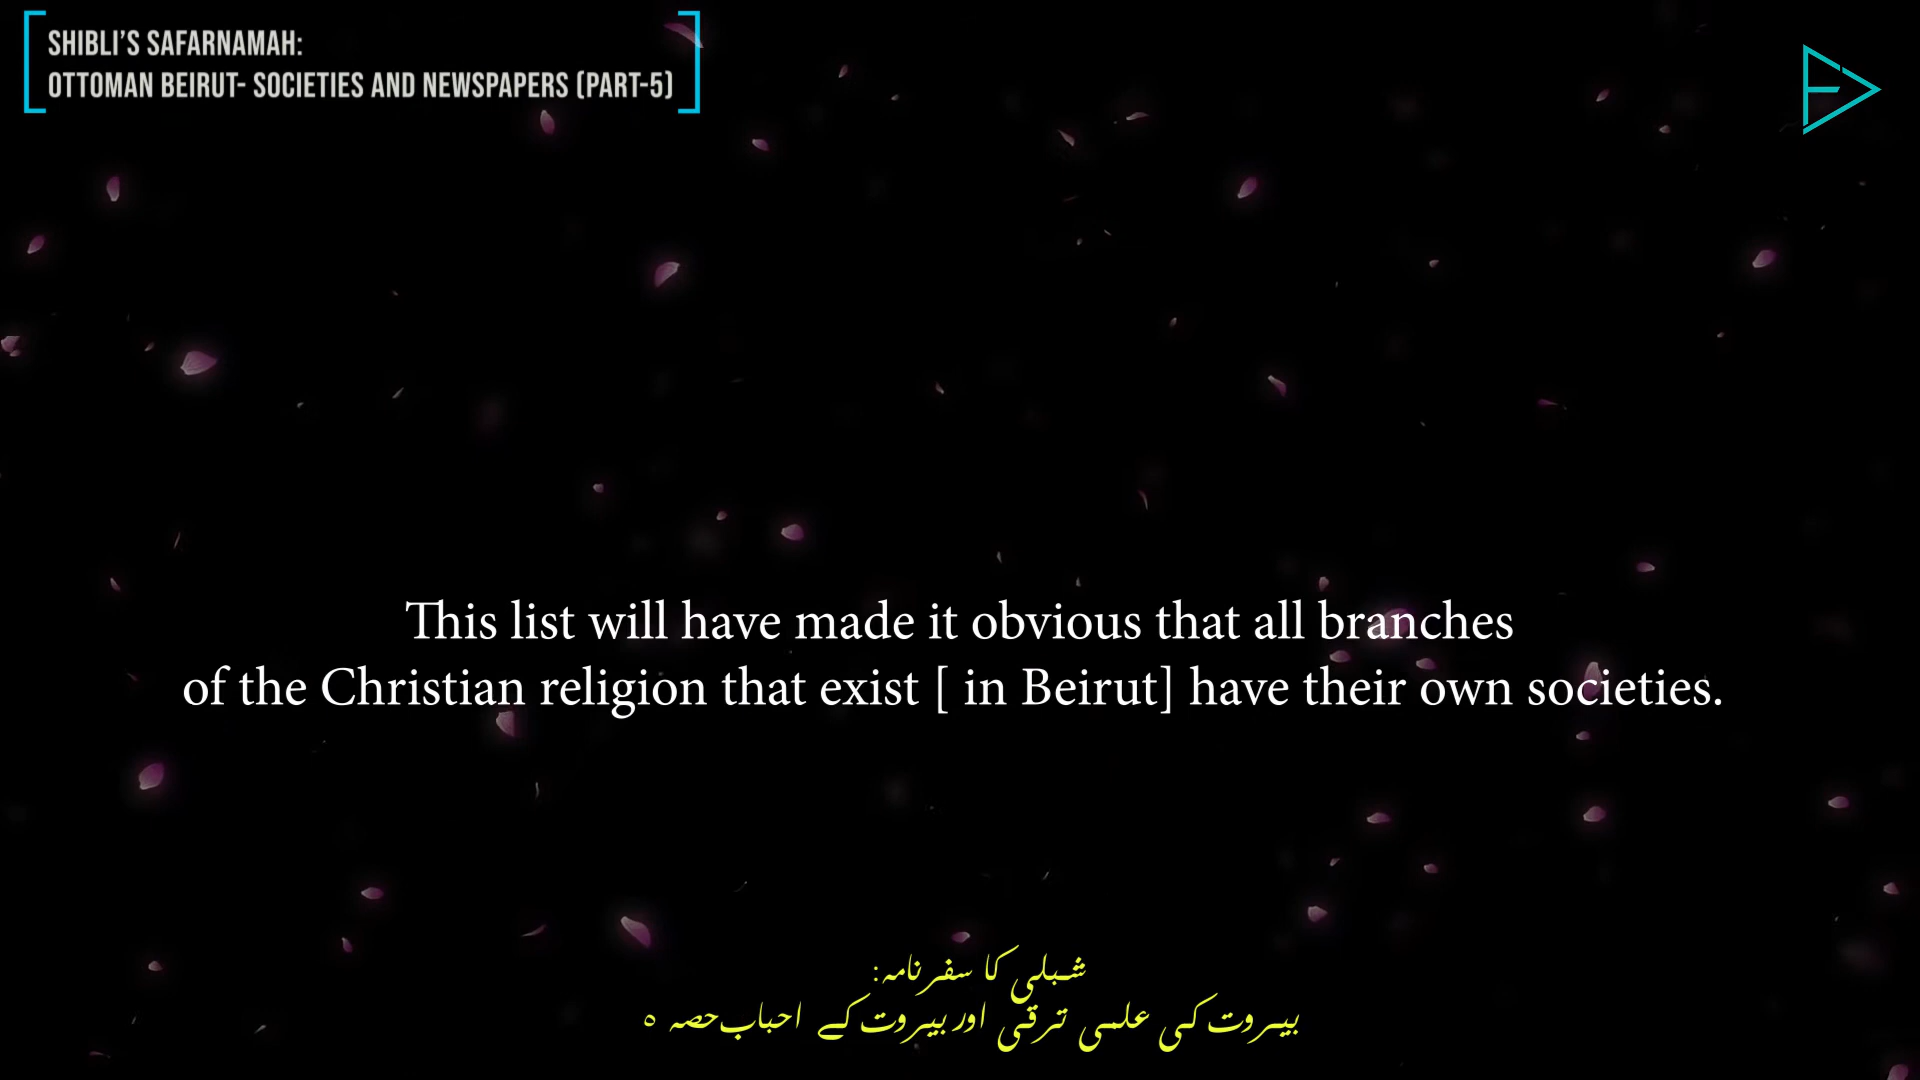 SHIBLI'S SAFARNAMAH:
OTTOMAN BEIRUT- SOCIETIES AND NEWSPAPERS (PART-5)
This list will have made it obvious that all branches
of the Christian religion that exist [ in Beirut] have their own societies.
شبلی کا سفرنامہ:
بیروت کی علمی ترقی اور بیروت کے احباب حصہ ٥